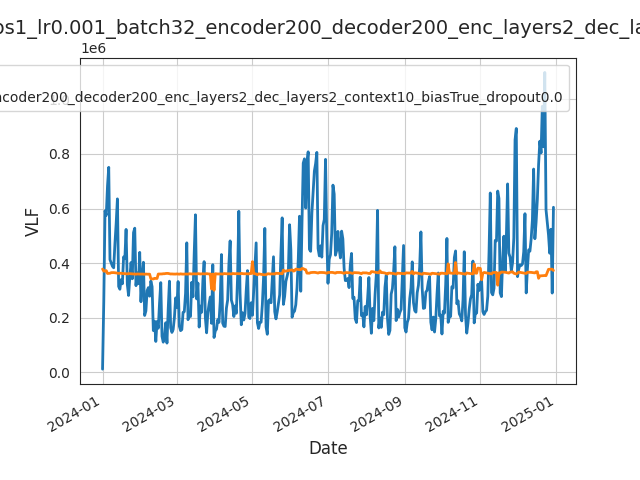 os1_lr0.001_batch32_encoder200_decoder200_enc_layers2_dec_la
1e6
ncoder200_decoder200_enc_layers2_dec_layers2_context10_biasTrue_dropout0.0
0.8
0.6
0.4
0.2
0.0
VLF
2024-01
2024-03
2024-05
2024-07
2024-09
2024-11
2025-01
Date